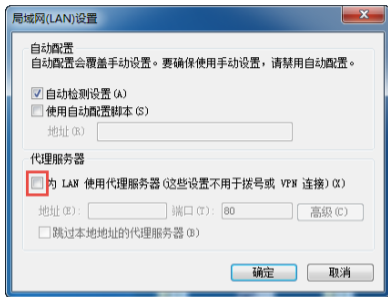 局域网(LAN)设置
自动配置
自动配置会覆盖手动设置。要确保使用手动设置，请禁用自动配置。
自动检测设置(A)
使用自动配置脚本(S)
地址(R)
代理服务器
为 LAN 使用代理服务器(这些设置不用于拨号或 VPN 连接)(X)
地址(E): 端口(T): 80 高级(C)
跳过本地地址的代理服务器(B)
确定 取消